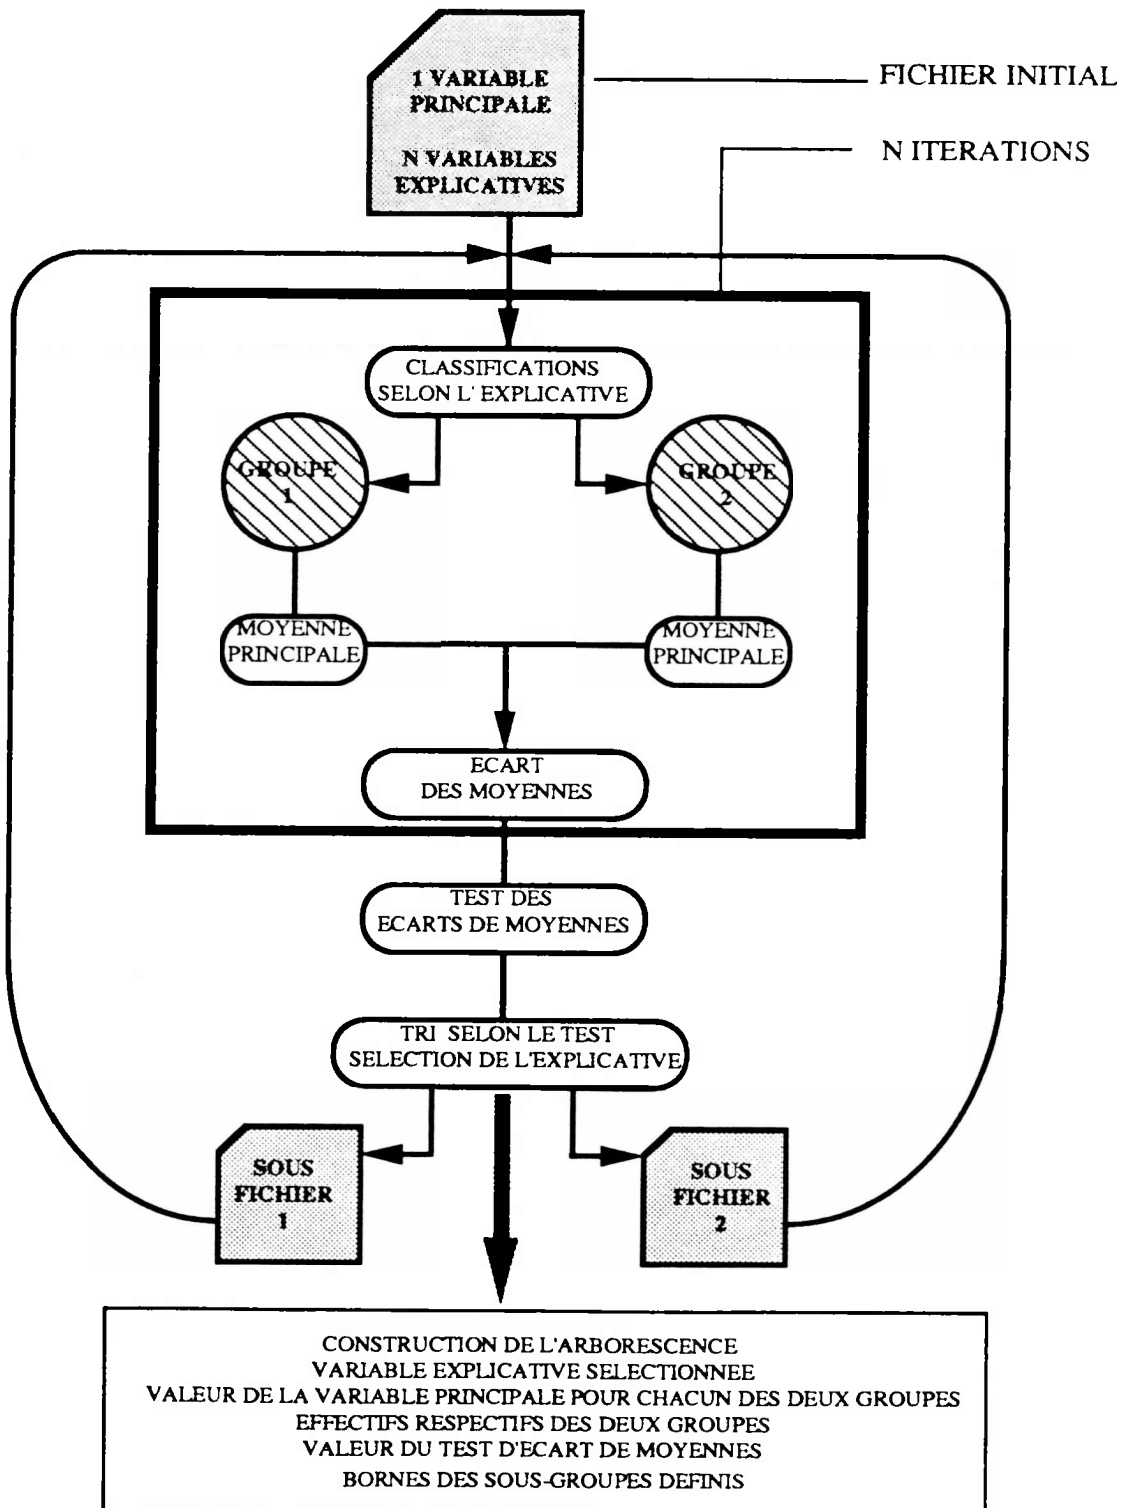 1 VARIABLE
PRINCIPALE
N VARIABLES
EXPLICATIVES
FICHIER INITIAL
N ITERATIONS
CLASSIFICATIONS
SELON L' EXPLICATIVE
GROUPE
1
GROUPE
2
MOYENNE
PRINCIPALE
MOYENNE
PRINCIPALE
ECART
DES MOYENNES
TEST DES
ECARTS DE MOYENNES
TRI SELON LE TEST
SELECTION DE L'EXPLICATIVE
SOUS
FICHIER
1
SOUS
FICHIER
2
CONSTRUCTION DE L'ARBORESCENCE
VARIABLE EXPLICATIVE SELECTIONNEE
VALEUR DE LA VARIABLE PRINCIPALE POUR CHACUN DES DEUX GROUPES
EFFECTIFS RESPECTIFS DES DEUX GROUPES
VALEUR DU TEST D'ECART DE MOYENNES
BORNES DES SOUS-GROUPES DEFINIS